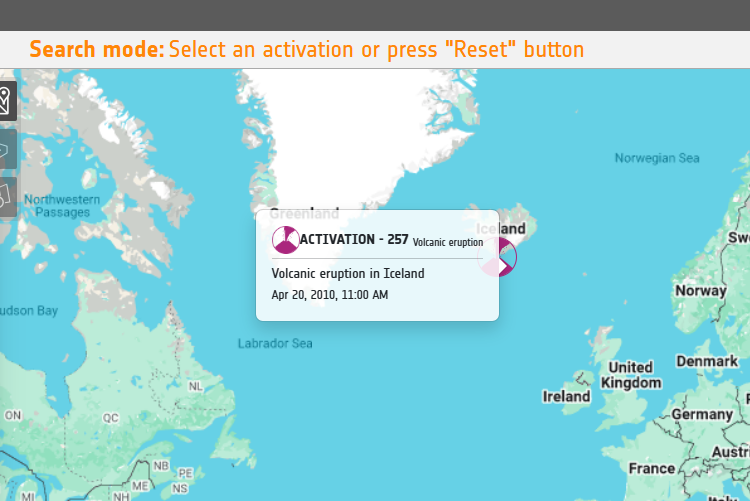 Search mode: Select an activation or press "Reset" button
Norwegian Sea
Northwestern
Passages
Greenland
Iceland
ACTIVATION - 257 Volcanic eruption
Volcanic eruption in Iceland
Apr 20, 2010, 11:00 AM
Norway
udson Bay
Labrador Sea
Denmark
United
Kingdom
Ireland
NL
ON
QC
Germany
NB
PE
ME
NS
NH
MI
France